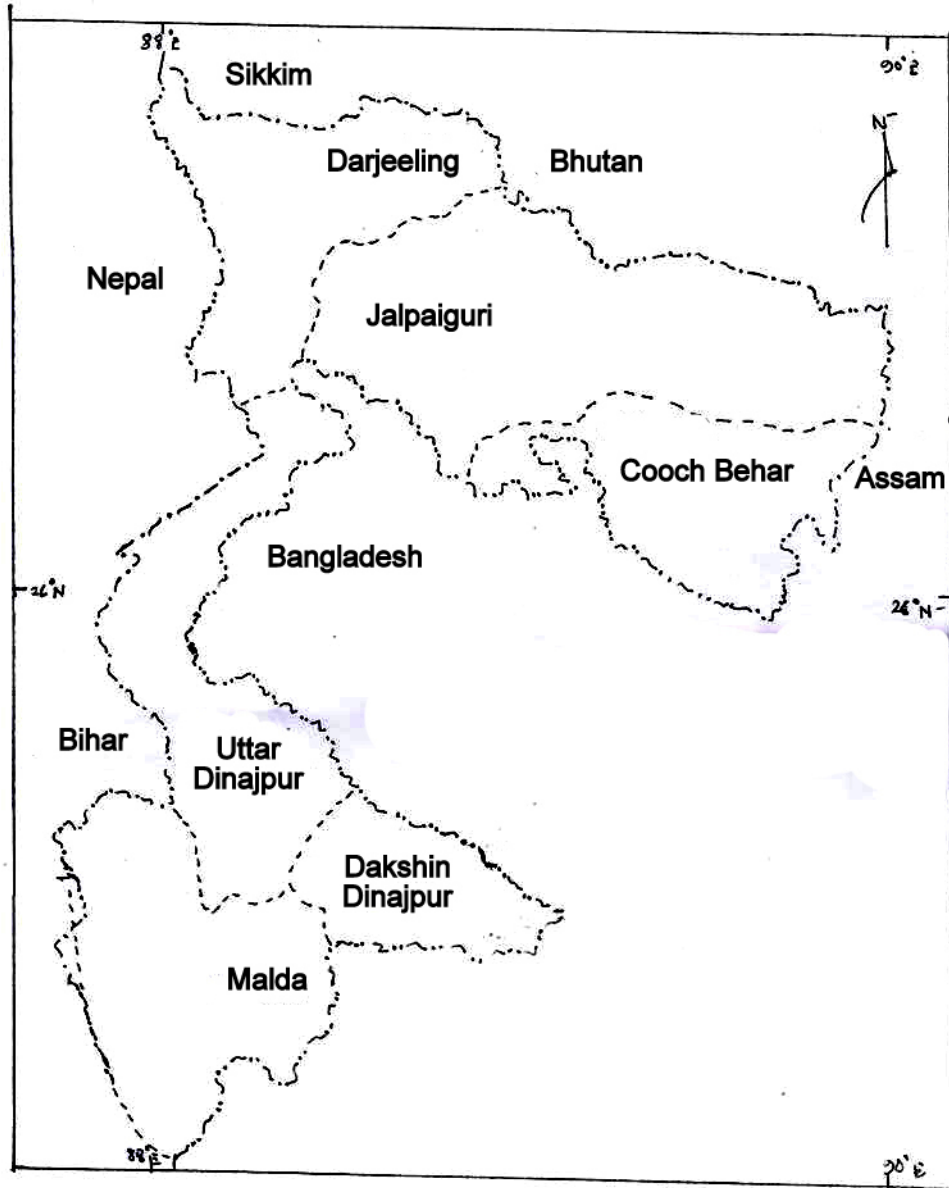 88°E
90°E
Sikkim
N
Darjeeling
Bhutan
Nepal
Jalpaiguri
Cooch Behar
Assam
Bangladesh
26°N
26°N
Bihar
Uttar
Dinajpur
Dakshin
Dinajpur
Malda
88°E
90°E